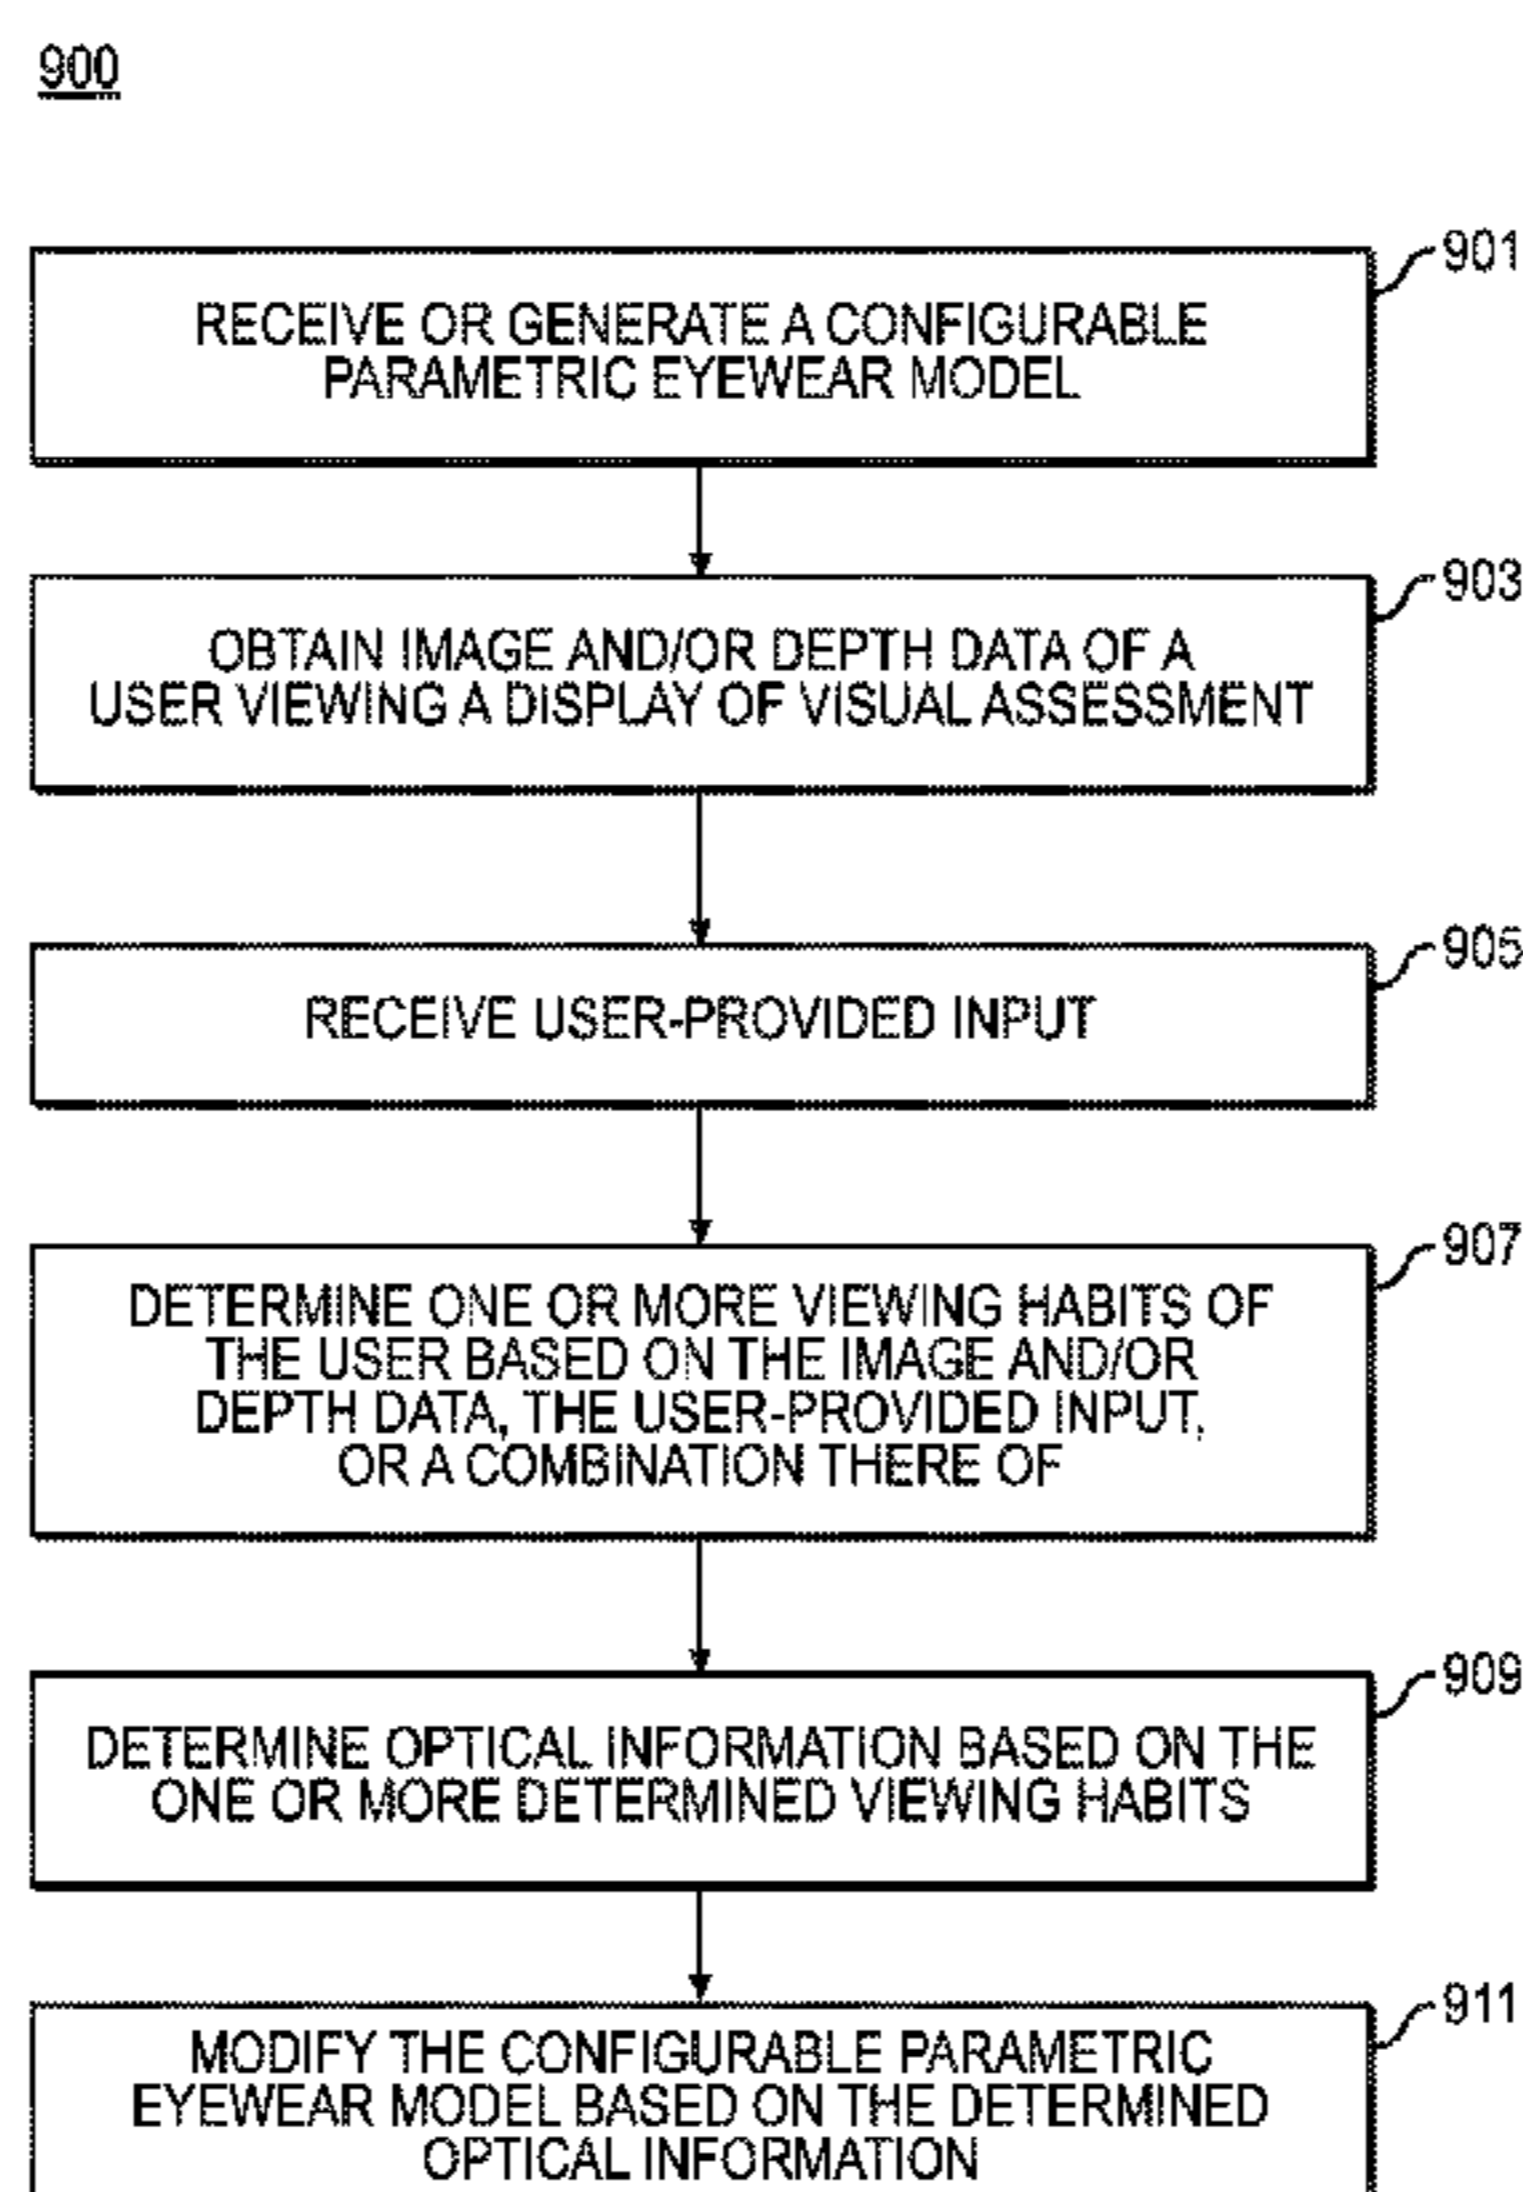 900
901
RECEIVE OR GENERATE A CONFIGURABLE
PARAMETRIC EYEWEAR MODEL
903
OBTAIN IMAGE AND/OR DEPTH DATA OF A
USER VIEWING A DISPLAY OF VISUAL ASSESSMENT
905
RECEIVE USER-PROVIDED INPUT
907
DETERMINE ONE OR MORE VIEWING HABITS OF
THE USER BASED ON THE IMAGE AND/OR
DEPTH DATA, THE USER-PROVIDED INPUT,
OR A COMBINATION THERE OF
909
DETERMINE OPTICAL INFORMATION BASED ON THE
ONE OR MORE DETERMINED VIEWING HABITS
911
MODIFY THE CONFIGURABLE PARAMETRIC
EYEWEAR MODEL BASED ON THE DETERMINED
OPTICAL INFORMATION